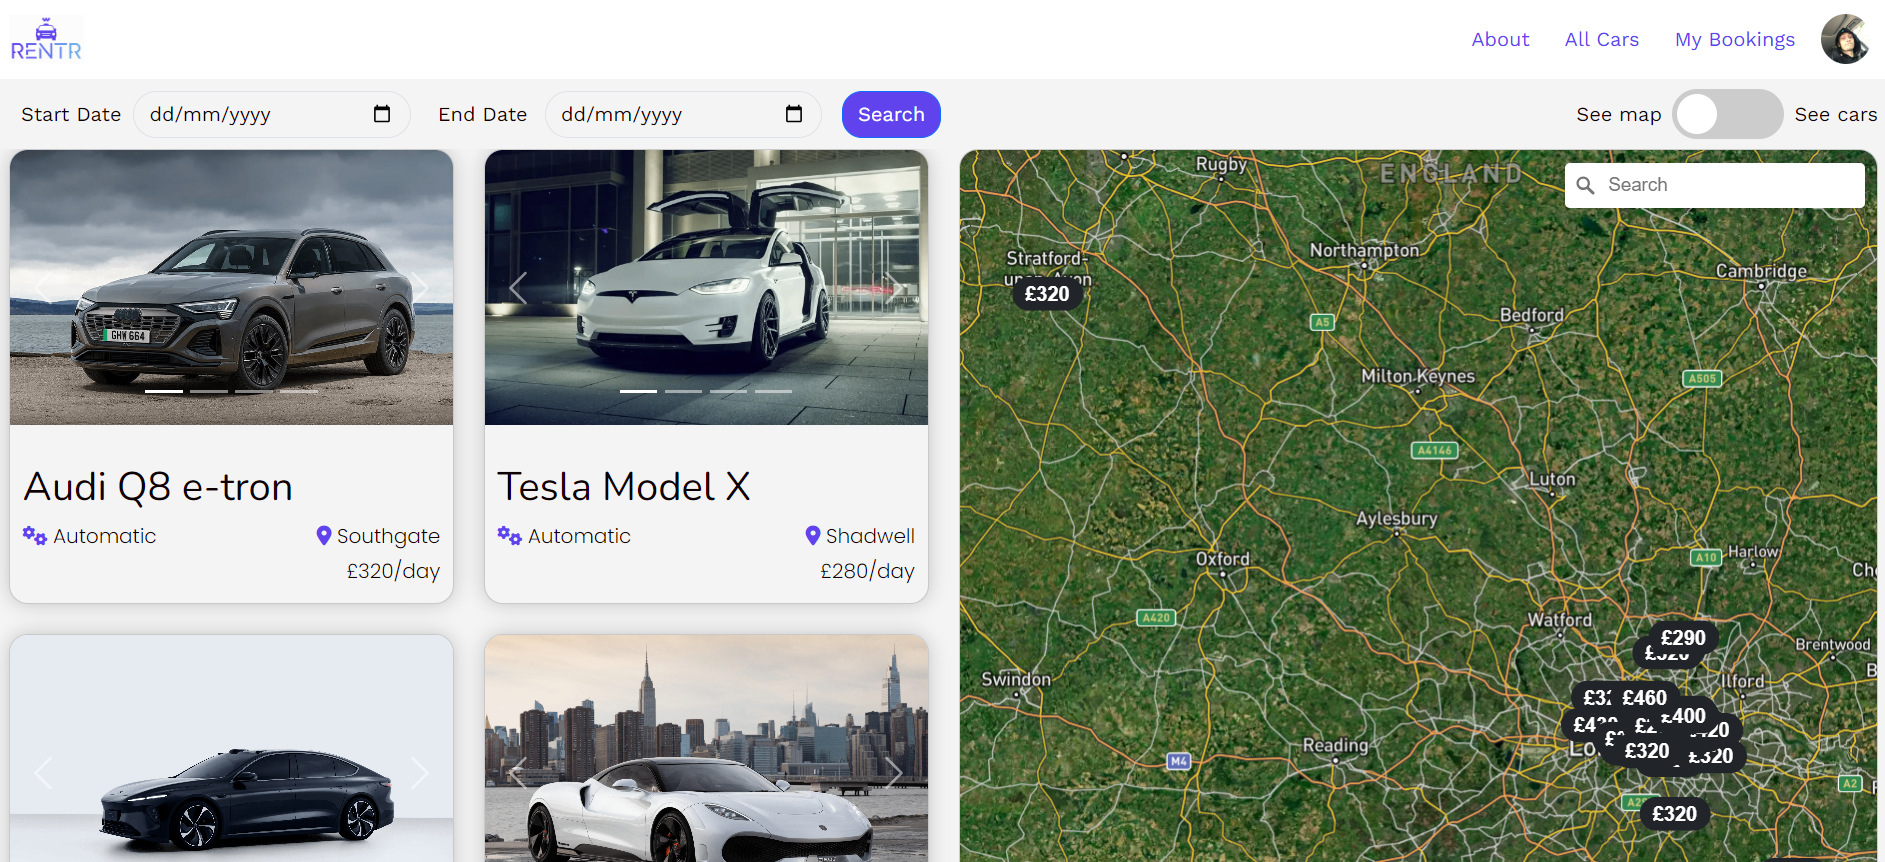 RENTR
About
All Cars
My Bookings
Start Date
dd/mm/yyyy
End Date
dd/mm/yyyy
Search
See map
See cars
GHW 664
Audi Q8 e-tron
Automatic
Southgate
£320/day
Tesla Model X
Automatic
Shadwell
£280/day
Search
Rugby
ENGLAND
Northampton
Stratford-
upon-Avon
£320
Cambridge
A5
Bedford
Milton Keynes
A505
A4146
Luton
Aylesbury
Oxford
A10
Harlow
A420
Watford
£290
£320
Brentwood
Swindon
Ilford
£460
£400
£320
£320
Reading
M4
A2
£320